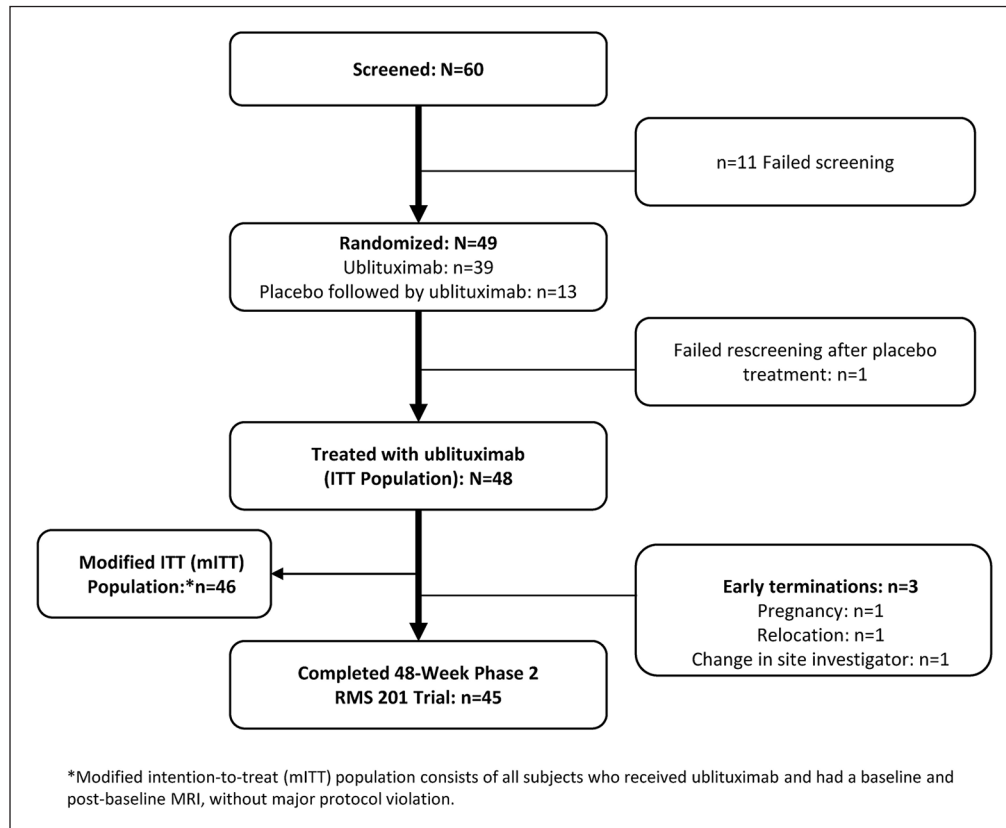 Screened: N=60
n=11 Failed screening
Randomized: N=49
Ublituximab: n=39
Placebo followed by ublituximab: n=13
Failed rescreening after placebo
treatment: n=1
Treated with ublituximab
(ITT Population): N=48
Modified ITT (mITT)
Population:*n=46
Early terminations: n=3
Pregnancy: n=1
Relocation: n=1
Change in site investigator: n=1
Completed 48-Week Phase 2
RMS 201 Trial: n=45
*Modified intention-to-treat (mITT) population consists of all subjects who received ublituximab and had a baseline and
post-baseline MRI, without major protocol violation.